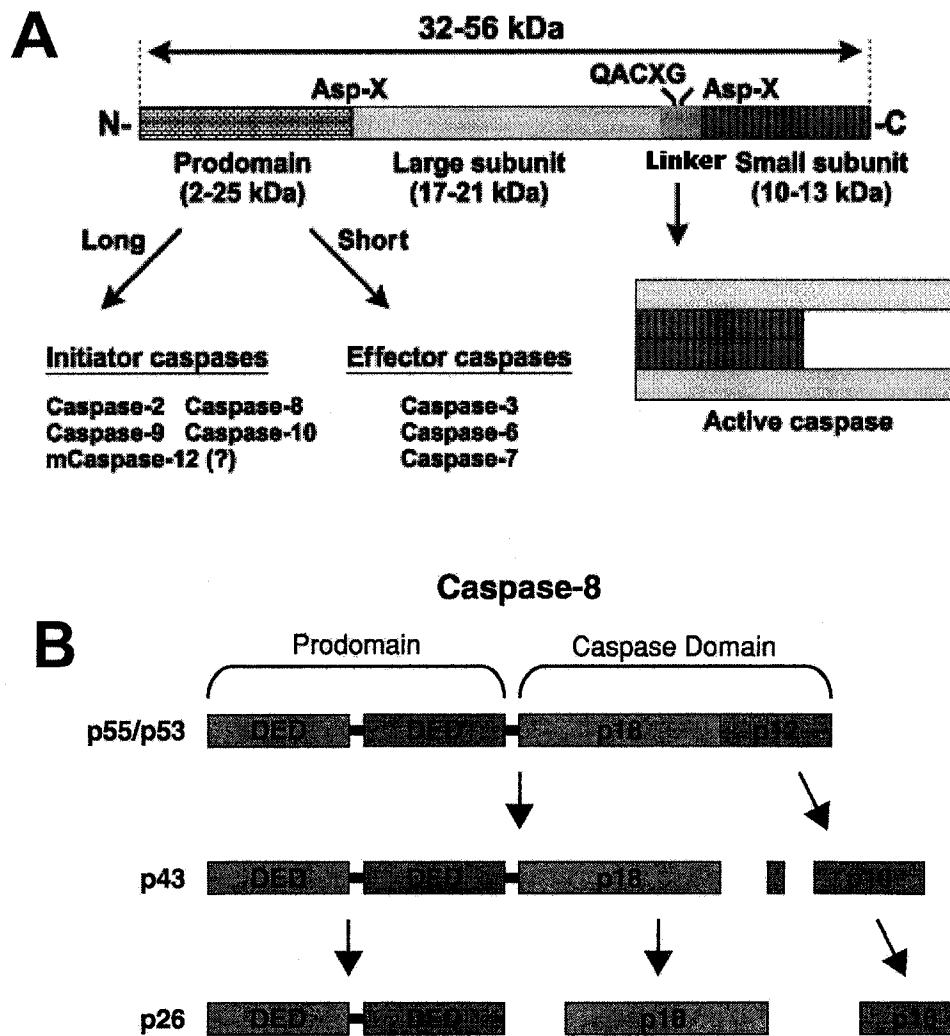 A
32-56 kDa
Asp-X
QACXG
Asp-X
N-
-C
Prodomain
(2-25 kDa)
Large subunit
(17-21 kDa)
Linker
Small subunit
(10-13 kDa)
Long
Short
Initiator caspases
Caspase-2 Caspase-8
Caspase-9 Caspase-10
mCaspase-12 (?)
Effector caspases
Caspase-3
Caspase-6
Caspase-7
Active caspase
Caspase-8
B
Prodomain
Caspase Domain
p55/p53
DED
DED
p18
p12
p43
DED
DED
p18
p10
p26
DED
DED
p18
p10